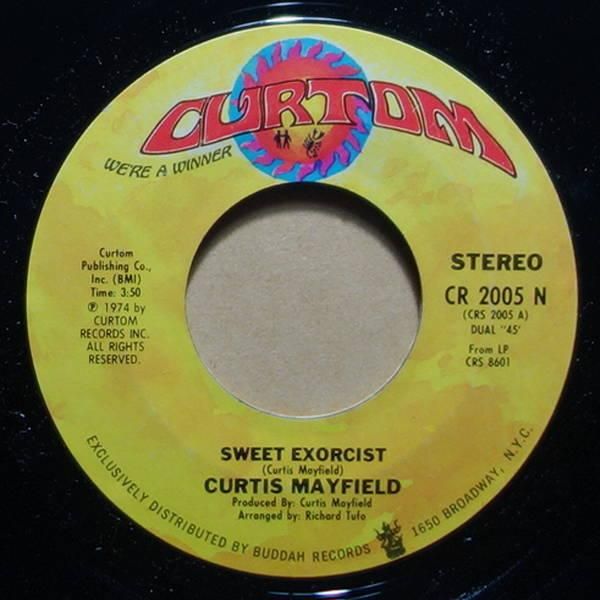 CURTOM
WE'RE A WINNER
Curtom
Publishing Co.,
Inc. (BMI)
Time: 3:50
℗ 1974 by
CURTOM
RECORDS INC.
ALL RIGHTS
RESERVED.
STEREO
CR 2005 N
(CRS 2005 A)
DUAL "45'
From LP
CRS 8601
SWEET EXORCIST
(Curtis Mayfield)
CURTIS MAYFIELD
Produced By: Curtis Mayfield
Arranged by: Richard Tufo
EXCLUSIVELY DISTRIBUTED BY BUDDAH RECORDS 1650 BROADWAY, N.Y.C.